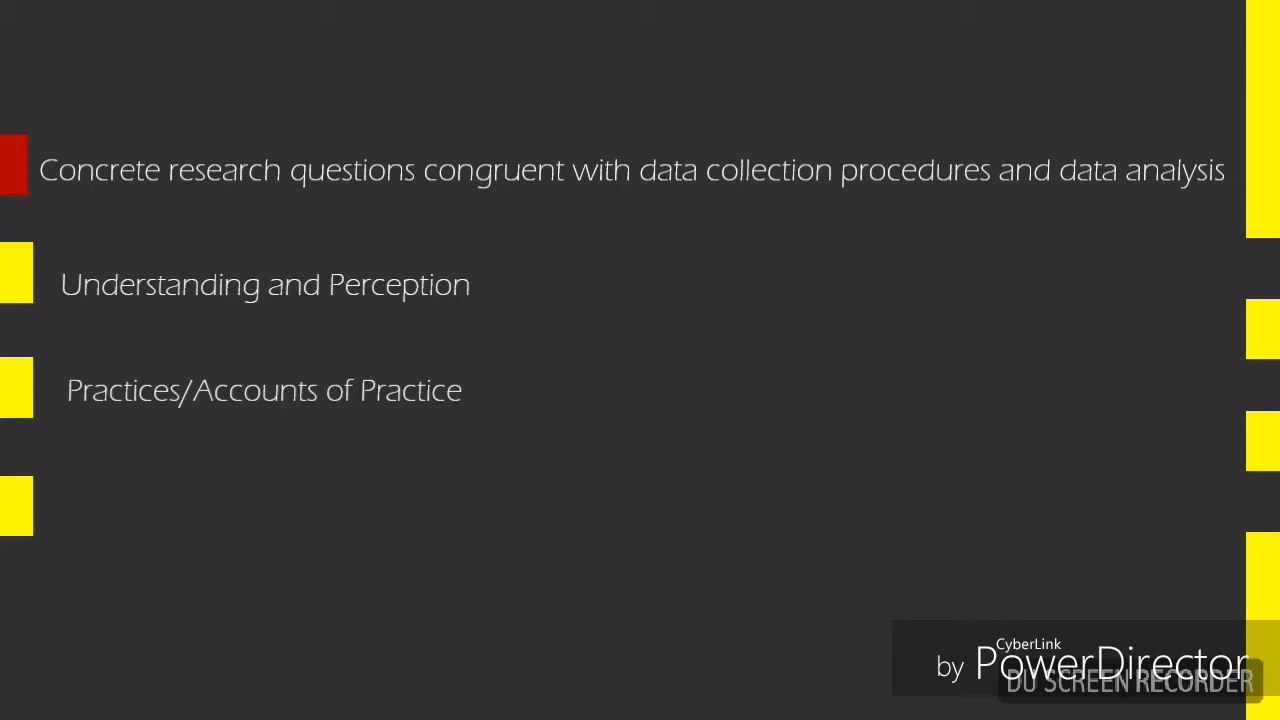 Concrete research questions congruent with data collection procedures and data analysis
Understanding and Perception
Practices/Accounts of Practice
CyberLink
by PowerDirector
DU SCREEN RECORDER